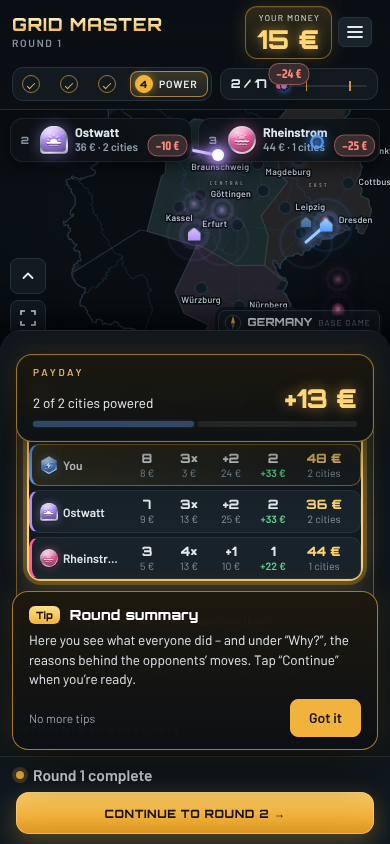 GRID MASTER
ROUND 1
YOUR MONEY
15 €
4 POWER
2 / 17
−24 €
2 Ostwatt
36 € · 2 cities
−10 €
3 Rheinstrom
44 € · 1 cities
−25 €
Braunschweig
Magdeburg
CENTRAL
EAST
Cottbus
Göttingen
Leipzig
Kassel
Erfurt
Dresden
Würzburg
Nürnberg
GERMANY BASE GAME
PAYDAY
2 of 2 cities powered
+13 €
You 8 3x +2 2 48 €
8 € 3 € 24 € +33 € 2 cities
Ostwatt 7 3x +2 2 36 €
9 € 13 € 25 € +33 € 2 cities
Rheinstr... 3 4x +1 1 44 €
5 € 13 € 10 € +22 € 1 cities
Tip Round summary
Here you see what everyone did – and under “Why?”, the
reasons behind the opponents’ moves. Tap “Continue”
when you’re ready.
No more tips
Got it
Round 1 complete
CONTINUE TO ROUND 2 →